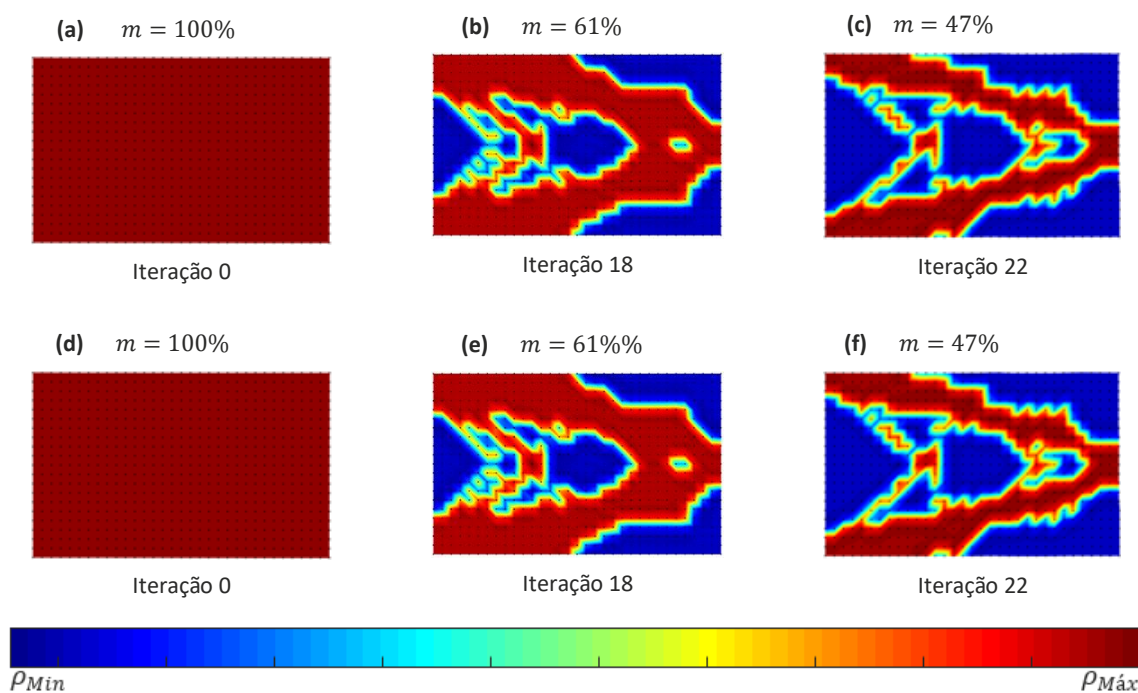 (a) m = 100%
(b) m = 61%
(c) m = 47%
Iteração 0
Iteração 18
Iteração 22
(d) m = 100%
(e) m = 61%%
(f) m = 47%
Iteração 0
Iteração 18
Iteração 22
ρMin
ρMáx